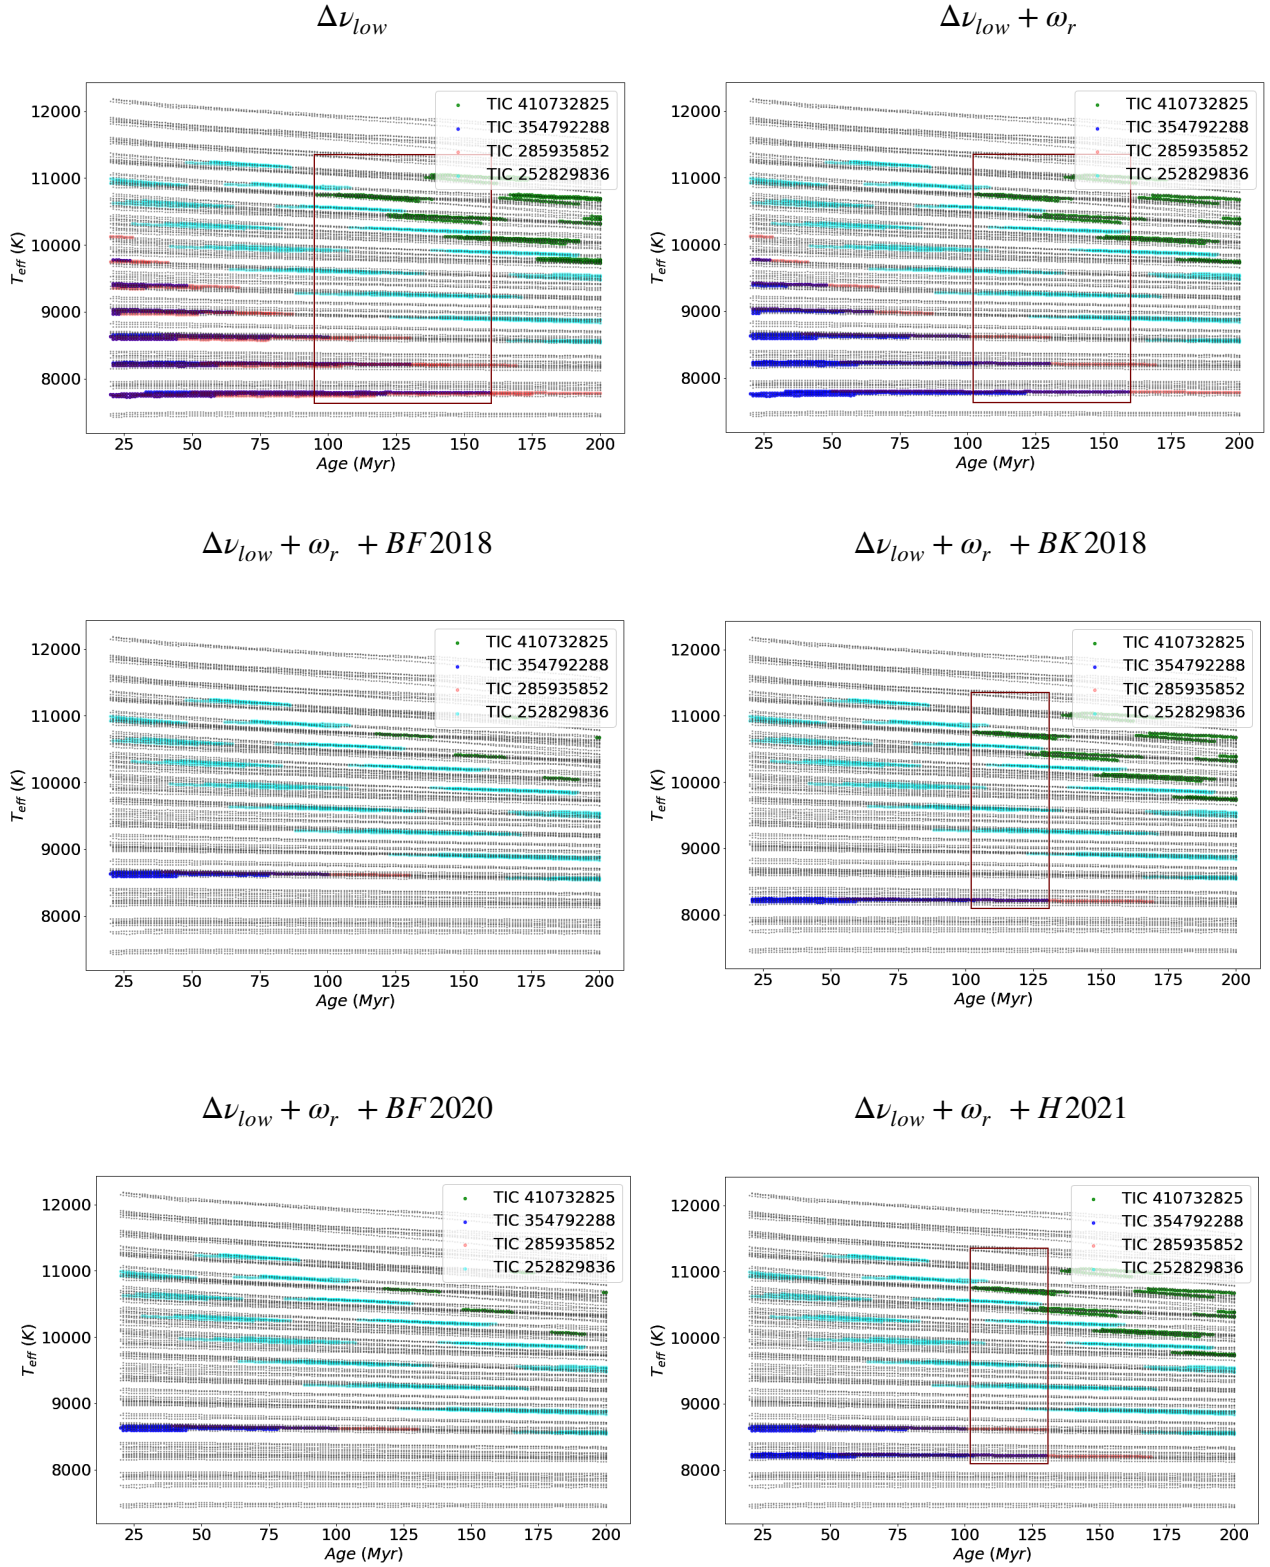 Δν_low
Δν_low + ω_r
12000
11000
10000
9000
8000
T_eff (K)
25 50 75 100 125 150 175 200
Age (Myr)
TIC 410732825
TIC 354792288
TIC 285935852
TIC 252829836
12000
11000
10000
9000
8000
T_eff (K)
25 50 75 100 125 150 175 200
Age (Myr)
TIC 410732825
TIC 354792288
TIC 285935852
TIC 252829836
Δν_low + ω_r + BF2018
Δν_low + ω_r + BK2018
12000
11000
10000
9000
8000
T_eff (K)
25 50 75 100 125 150 175 200
Age (Myr)
TIC 410732825
TIC 354792288
TIC 285935852
TIC 252829836
12000
11000
10000
9000
8000
T_eff (K)
25 50 75 100 125 150 175 200
Age (Myr)
TIC 410732825
TIC 354792288
TIC 285935852
TIC 252829836
Δν_low + ω_r + BF2020
Δν_low + ω_r + H2021
12000
11000
10000
9000
8000
T_eff (K)
25 50 75 100 125 150 175 200
Age (Myr)
TIC 410732825
TIC 354792288
TIC 285935852
TIC 252829836
12000
11000
10000
9000
8000
T_eff (K)
25 50 75 100 125 150 175 200
Age (Myr)
TIC 410732825
TIC 354792288
TIC 285935852
TIC 252829836